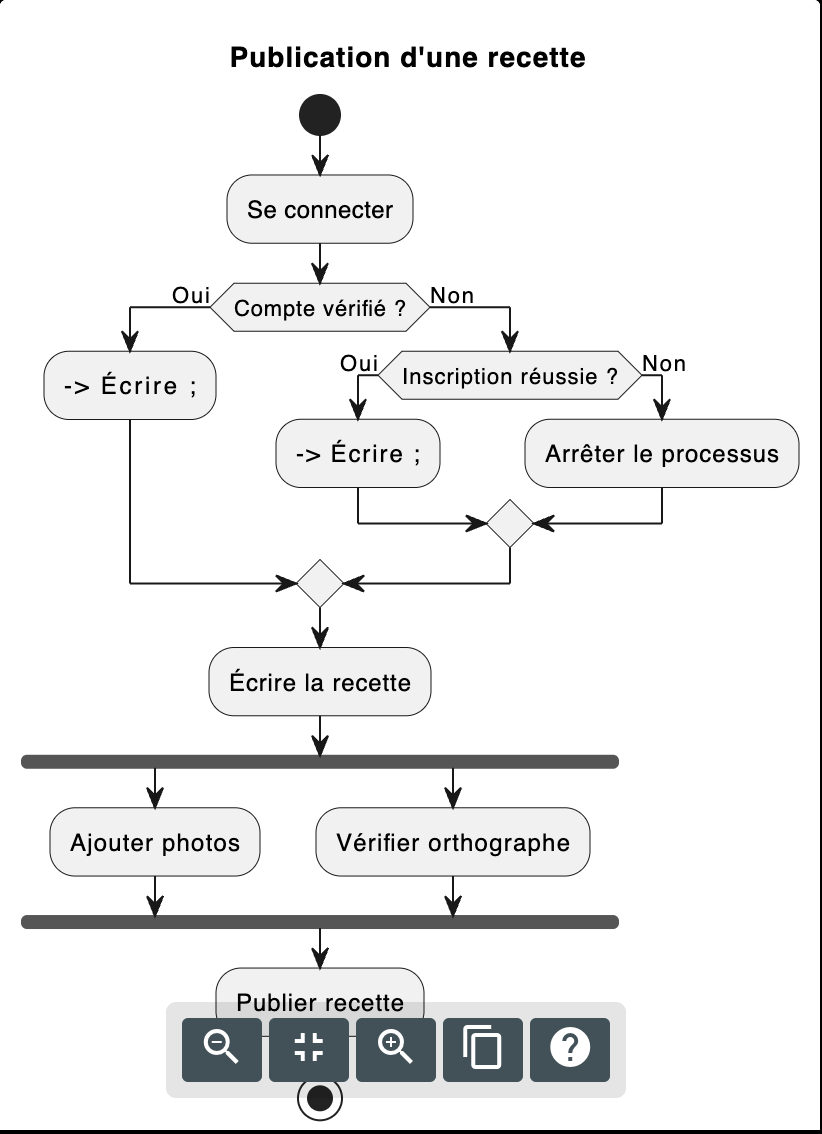 Publication d'une recette
Se connecter
Oui
Compte vérifié ?
Non
-> Écrire ;
Oui
Inscription réussie ?
Non
-> Écrire ;
Arrêter le processus
Écrire la recette
Ajouter photos
Vérifier orthographe
Publier recette
?